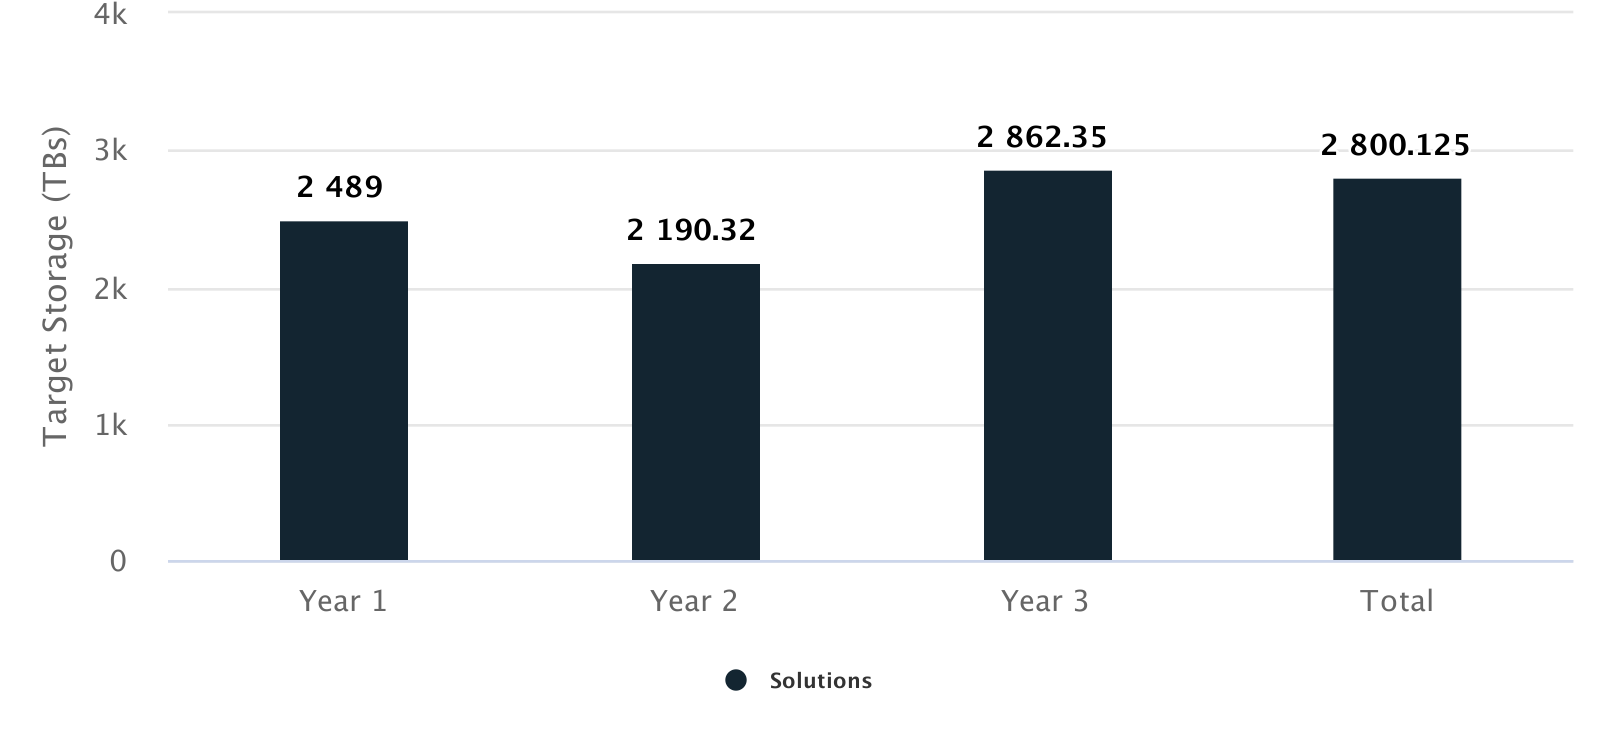 4k
3k
2k
1k
0
Target Storage (TBs)
2 489
2 190.32
2 862.35
2 800.125
Year 1
Year 2
Year 3
Total
Solutions